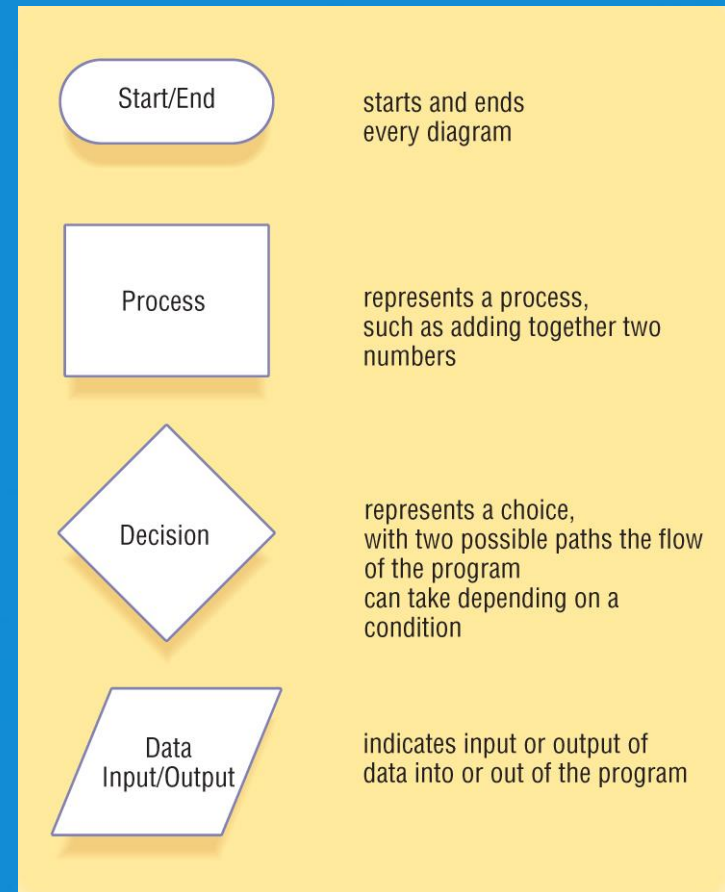 Start/End
starts and ends
every diagram
Process
represents a process,
such as adding together two
numbers
Decision
represents a choice,
with two possible paths the flow
of the program
can take depending on a
condition
Data
Input/Output
indicates input or output of
data into or out of the program